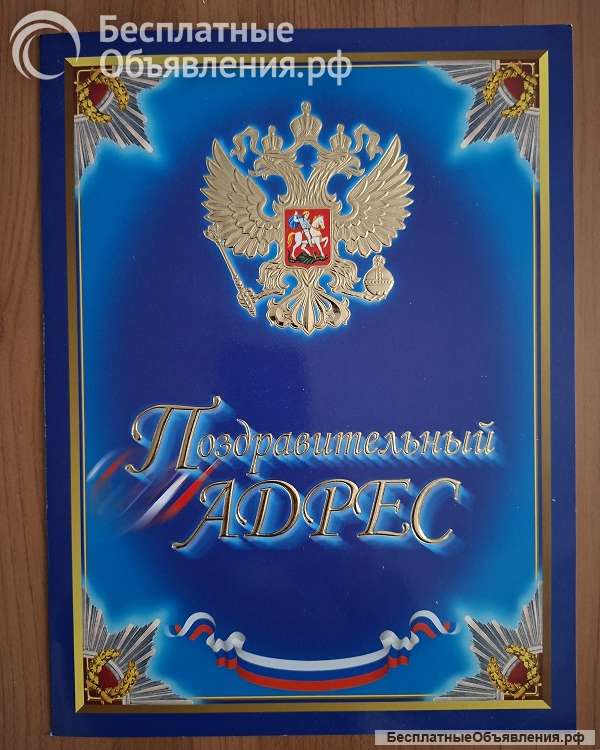 Бесплатные
Объявления.рф
Поздравительный
АДРЕС
БесплатныеОбъявления.рф